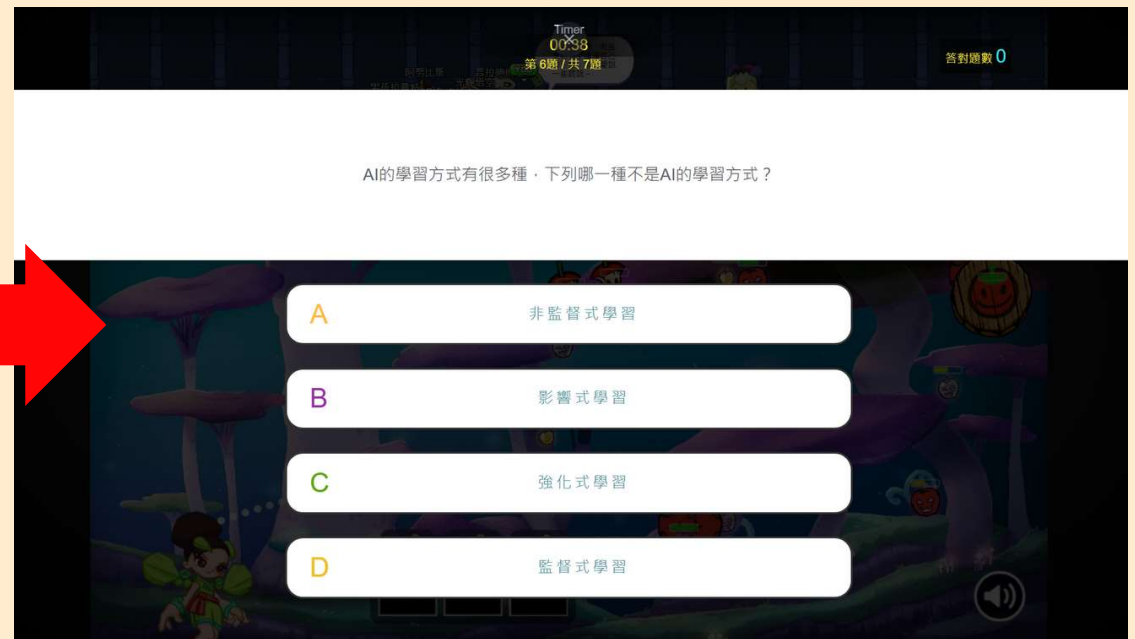 Timer
00:38
第 6題 / 共 7題
答對題數 0
AI的學習方式有很多種，下列哪一種不是AI的學習方式？
A 非監督式學習
B 影響式學習
C 強化式學習
D 監督式學習